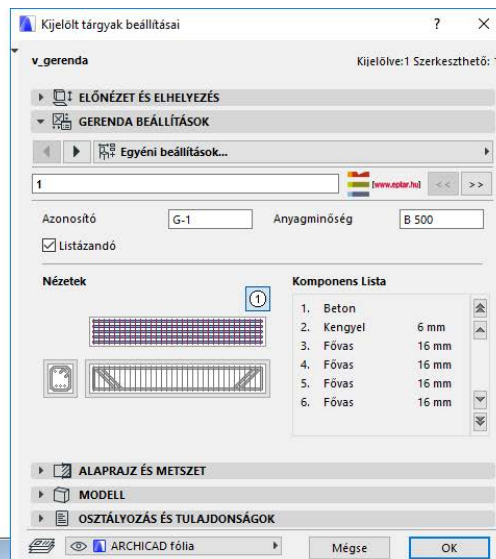 Kijelölt tárgyak beállításai
? ×
v_gerenda Kijelölve:1 Szerkeszthető: 1
ELŐNÉZET ÉS ELHELYEZÉS
GERENDA BEÁLLÍTÁSOK
Egyéni beállítások...
1 [www.eptar.hu] << >>
Azonosító G-1 Anyagminőség B 500
Listázandó
Nézetek Komponens Lista
1
1. Beton
2. Kengyel 6 mm
3. Fővas 16 mm
4. Fővas 16 mm
5. Fővas 16 mm
6. Fővas 16 mm
ALAPRAJZ ÉS METSZET
MODELL
OSZTÁLYOZÁS ÉS TULAJDONSÁGOK
ARCHICAD fólia Mégse OK